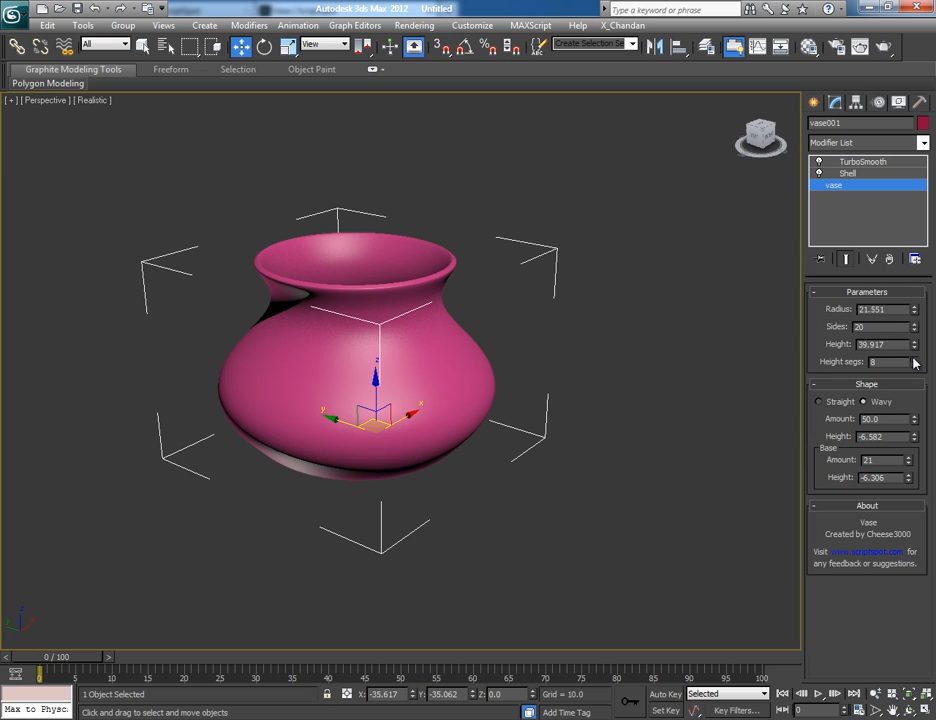 Autodesk 3ds Max 2012 Untitled
Type a keyword or phrase
Edit Tools Group Views Create Modifiers Animation Graph Editors Rendering Customize MAXScript Help X_Chandan
All View Create Selection Se
Graphite Modeling Tools Freeform Selection Object Paint
Polygon Modeling
[ + ] [ Perspective ] [ Realistic ]
vase001
Modifier List
TurboSmooth
Shell
vase
z
y
x
- Parameters
Radius: 21.551
Sides: 20
Height: 39.917
Height segs: 8
- Shape
Straight Wavy
Amount: 50.0
Height: -6.582
Base
Amount: 21
Height: -6.306
- About
Vase
Created by Cheese3000
Visit www.scriptspot.com for
any feedback or suggestions.
< 0 / 100 >
0 5 10 15 20 25 30 35 40 45 50 55 60 65 70 75 80 85 90 95 100
1 Object Selected X: -35.617 Y: -35.062 Z: 0.0 Grid = 10.0 Auto Key Selected
Max to Physc: Click and drag to select and move objects Add Time Tag Set Key Key Filters... 0